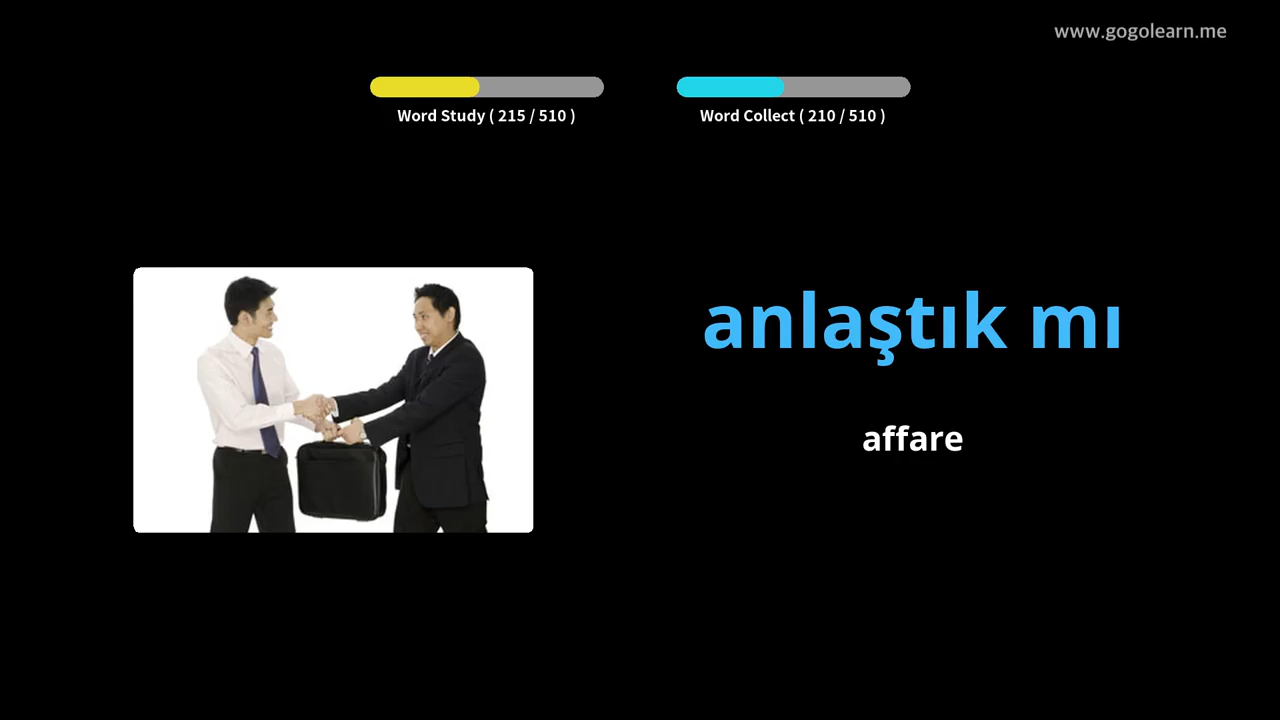 www.gogolearn.me
Word Study ( 215 / 510 )
Word Collect ( 210 / 510 )
anlaştık mı
affare